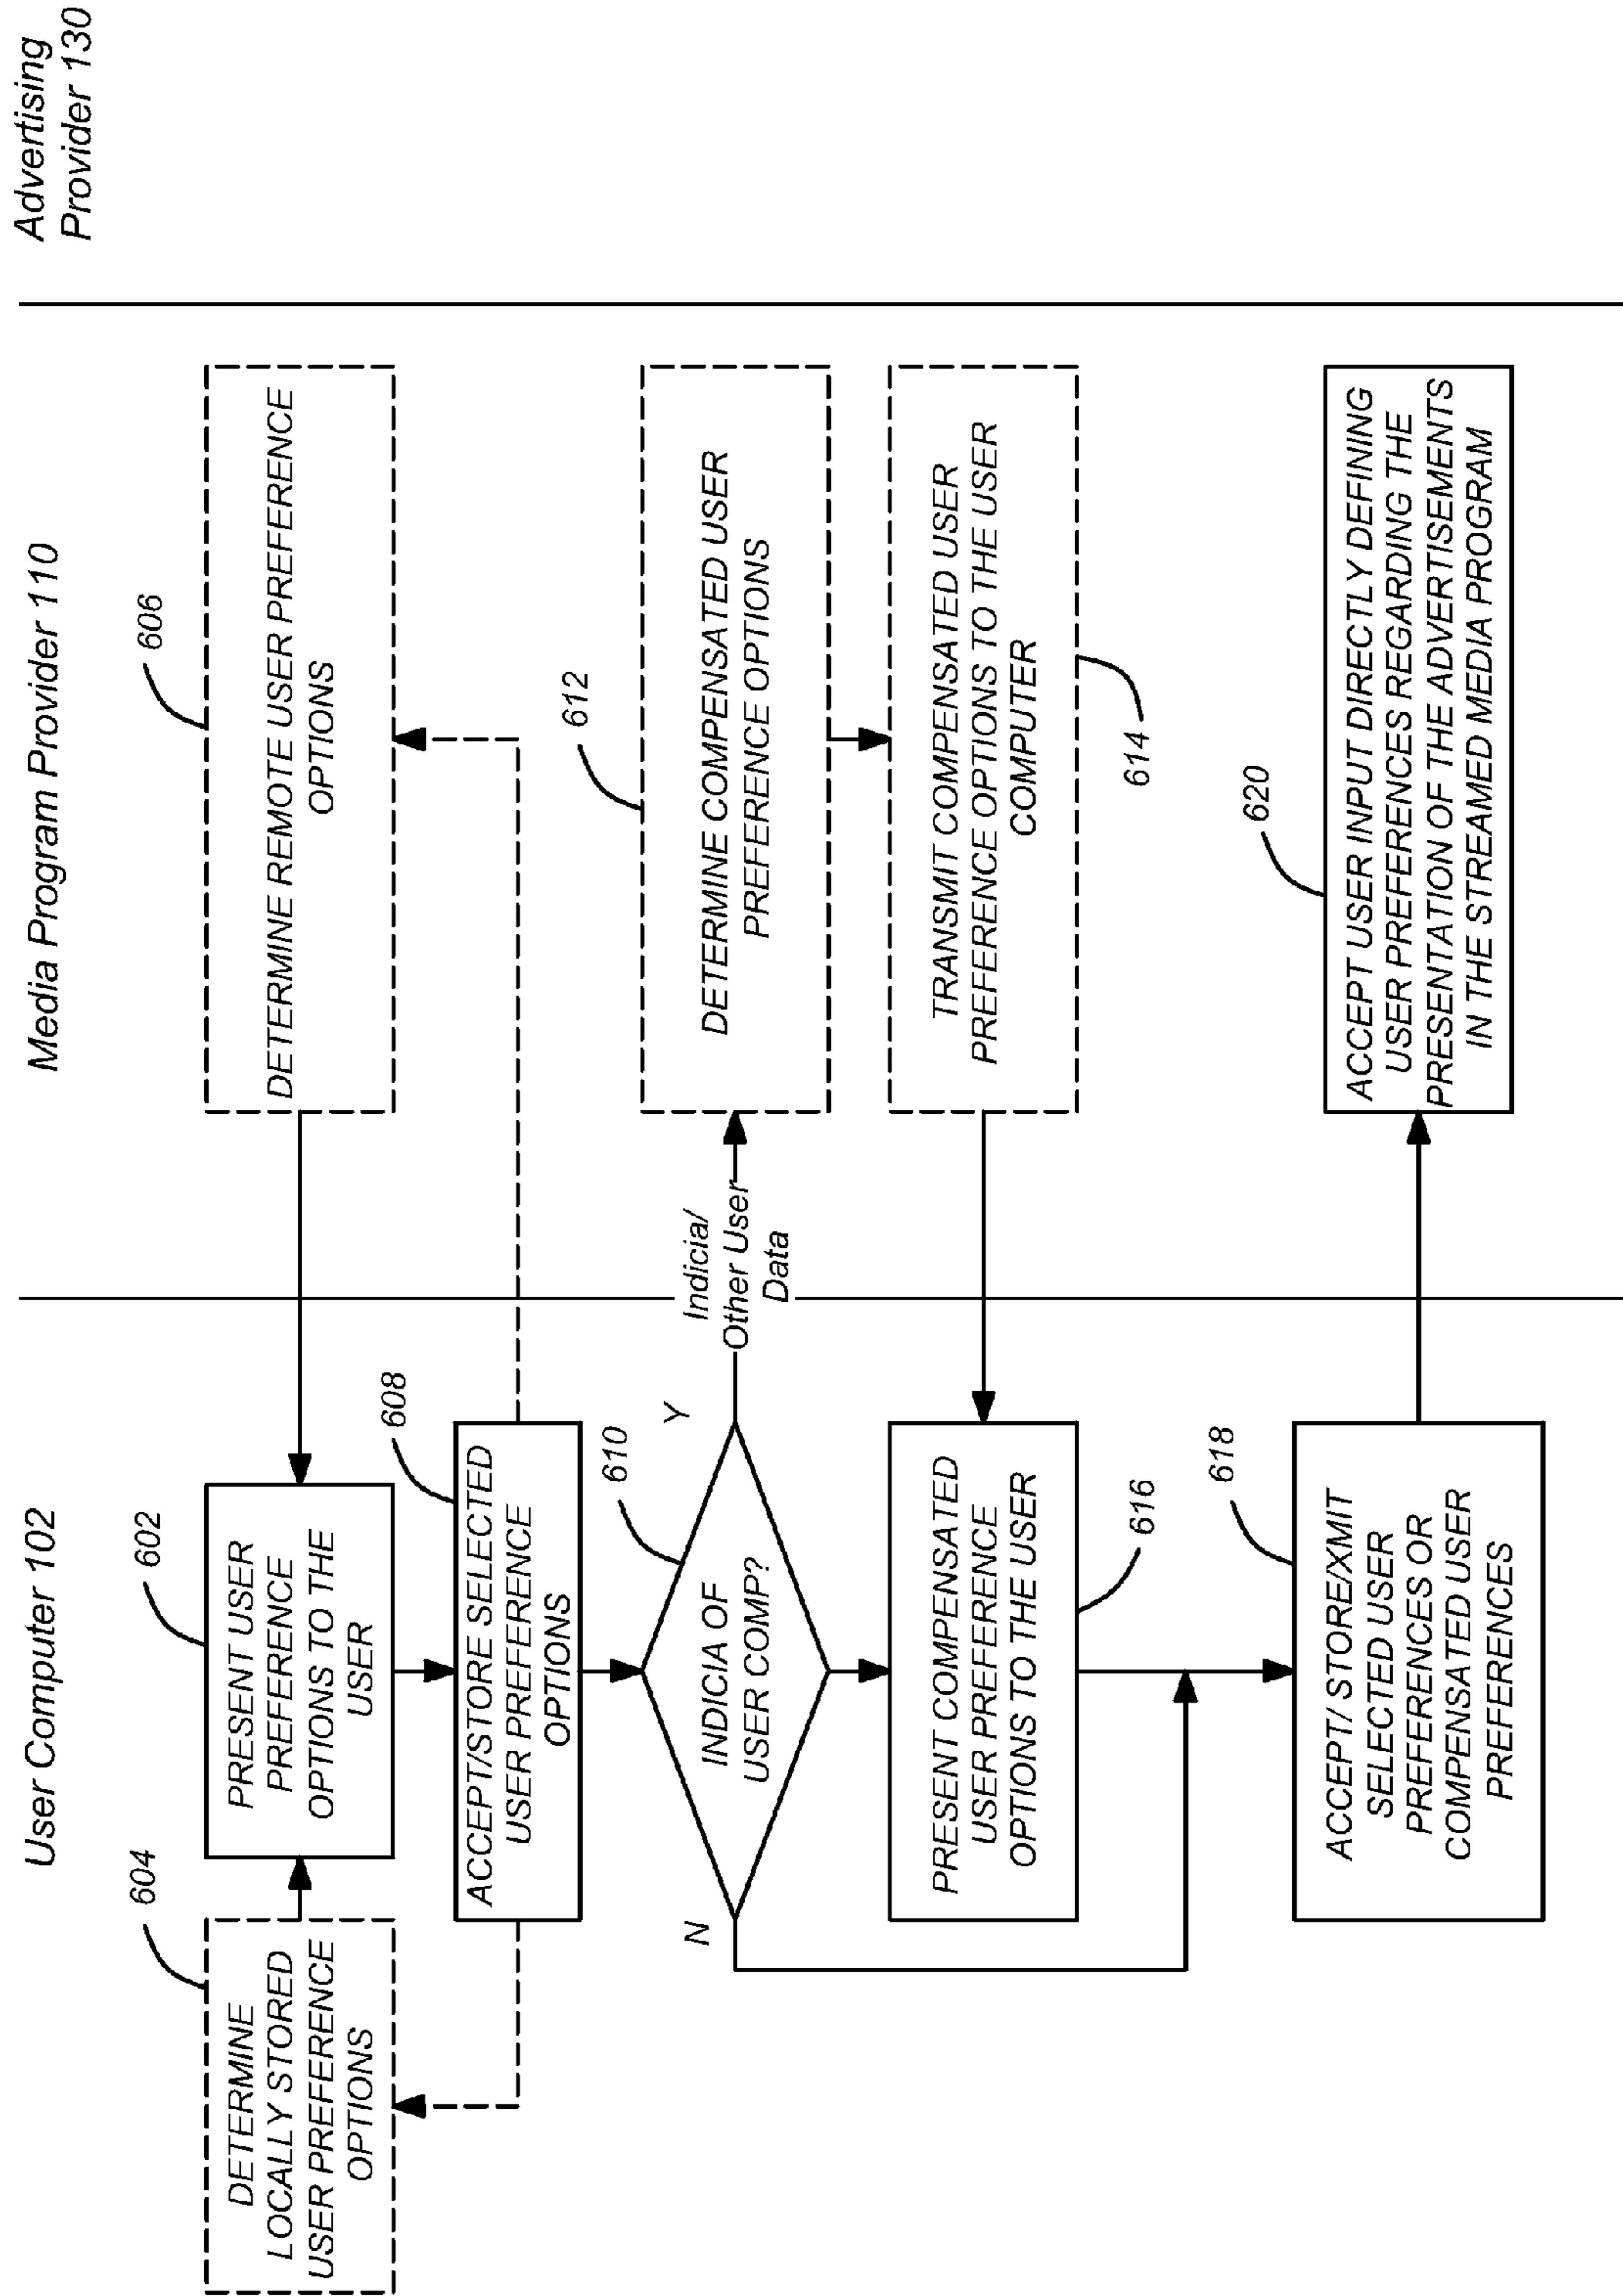 User Computer 102
Media Program Provider 110
Advertising
Provider 130
604
DETERMINE
LOCALLY STORED
USER PREFERENCE
OPTIONS
602
PRESENT USER
PREFERENCE
OPTIONS TO THE
USER
606
DETERMINE REMOTE USER PREFERENCE
OPTIONS
608
ACCEPT/STORE SELECTED
USER PREFERENCE
OPTIONS
610
INDICIA OF
USER COMP?
N
Y
Indicia/
Other User
Data
612
DETERMINE COMPENSATED USER
PREFERENCE OPTIONS
TRANSMIT COMPENSATED USER
PREFERENCE OPTIONS TO THE USER
COMPUTER
614
PRESENT COMPENSATED
USER PREFERENCE
OPTIONS TO THE USER
616
618
ACCEPT/ STORE/XMIT
SELECTED USER
PREFERENCES OR
COMPENSATED USER
PREFERENCES
620
ACCEPT USER INPUT DIRECTLY DEFINING
USER PREFERENCES REGARDING THE
PRESENTATION OF THE ADVERTISEMENTS
IN THE STREAMED MEDIA PROGRAM